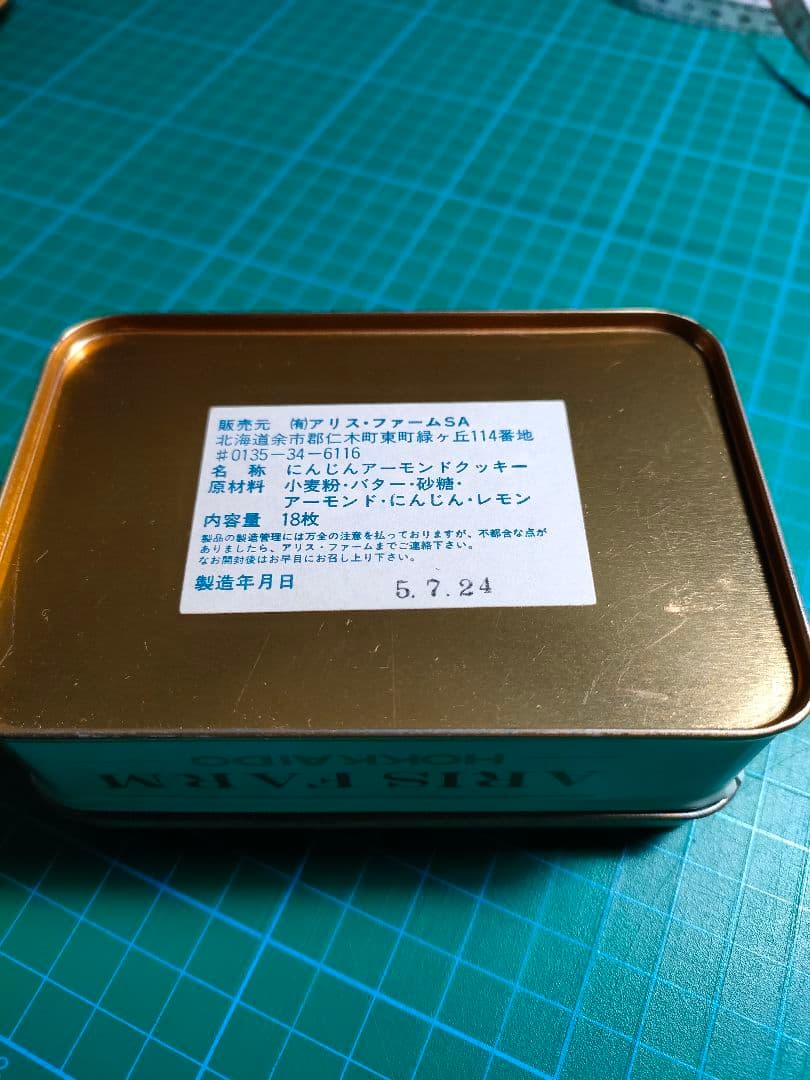 販売元 ㈲アリス・ファームSA
北海道余市郡仁木町東町緑ヶ丘114番地
♯0135-34-6116
名 称 にんじんアーモンドクッキー
原材料 小麦粉・バター・砂糖・
アーモンド・にんじん・レモン
内容量 18枚
製品の製造管理には万全の注意を払っておりますが、不都合な点が
ありましたら、アリス・ファームまでご連絡下さい。
なお開封後はお早目にお召し上り下さい。
製造年月日 5.7.24
HOKKAIDO
ARIS FARM